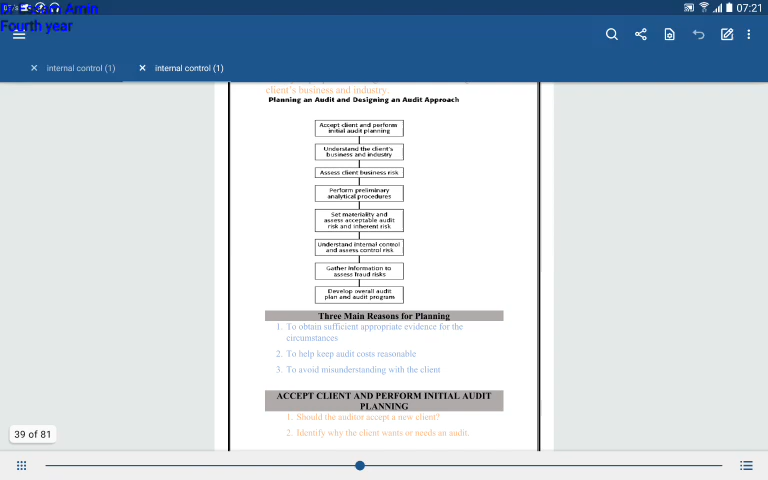 07:21
Fourth year
internal control (1)
internal control (1)
client's business and industry.
Planning an Audit and Designing an Audit Approach
Accept client and perform
initial audit planning
Understand the client's
business and industry
Assess client business risk
Perform preliminary
analytical procedures
Set materiality and
assess acceptable audit
risk and inherent risk
Understand internal control
and assess control risk
Gather information to
assess fraud risks
Develop overall audit
plan and audit program
Three Main Reasons for Planning
1. To obtain sufficient appropriate evidence for the
circumstances
2. To help keep audit costs reasonable
3. To avoid misunderstanding with the client
ACCEPT CLIENT AND PERFORM INITIAL AUDIT
PLANNING
1. Should the auditor accept a new client?
2. Identify why the client wants or needs an audit.
39 of 81